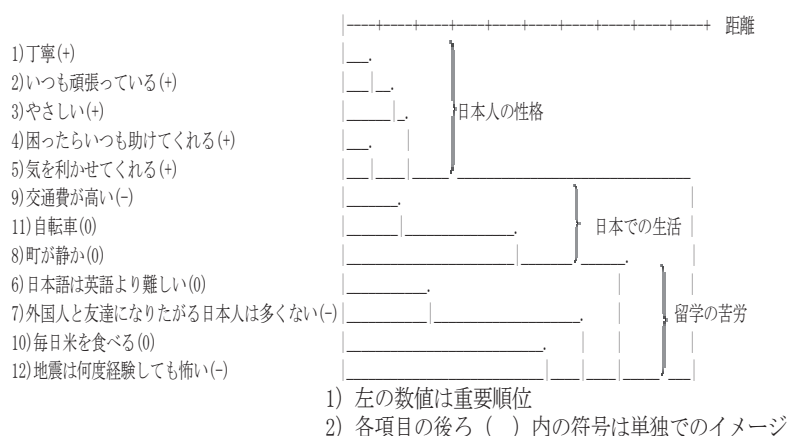 距離
1)丁寧(+)
2)いつも頑張っている(+)
3)やさしい(+)
日本人の性格
4)困ったらいつも助けてくれる(+)
5)気を利かせてくれる(+)
9)交通費が高い(-)
11)自転車(0)
日本での生活
8)町が静か(0)
6)日本語は英語より難しい(0)
7)外国人と友達になりたがる日本人は多くない(-)
留学の苦労
10)毎日米を食べる(0)
12)地震は何度経験しても怖い(-)
1) 左の数値は重要順位
2) 各項目の後ろ( )内の符号は単独でのイメージ